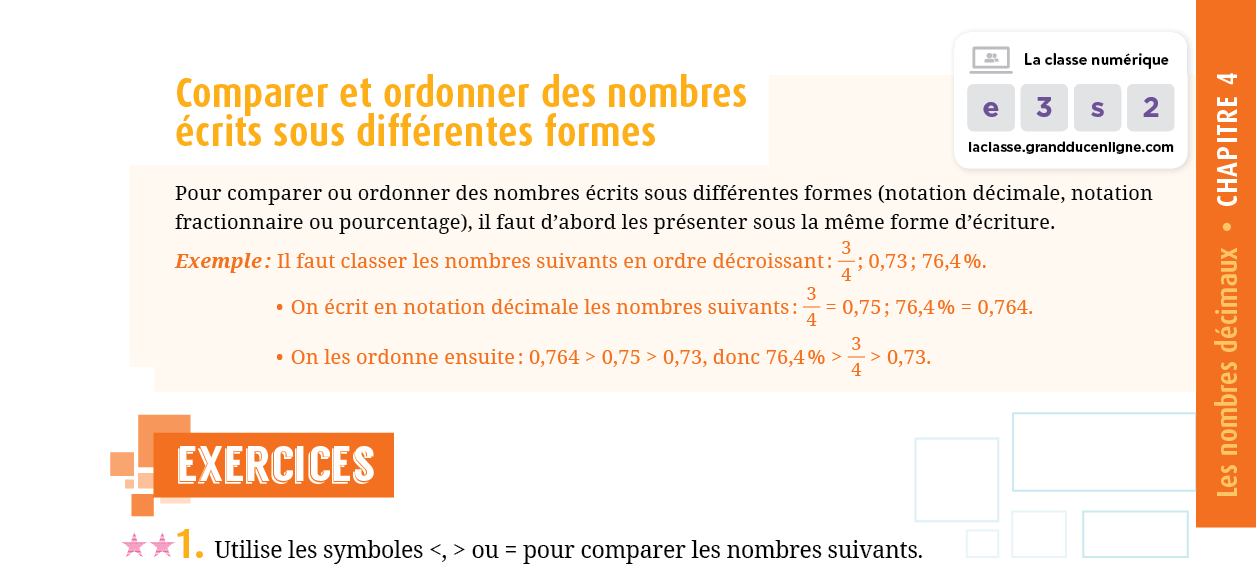 La classe numérique
e 3 s 2
laclasse.grandducenligne.com
Comparer et ordonner des nombres
écrits sous différentes formes
Pour comparer ou ordonner des nombres écrits sous différentes formes (notation décimale, notation
fractionnaire ou pourcentage), il faut d’abord les présenter sous la même forme d’écriture.
Exemple : Il faut classer les nombres suivants en ordre décroissant : 3/4 ; 0,73 ; 76,4 %.
• On écrit en notation décimale les nombres suivants : 3/4 = 0,75 ; 76,4 % = 0,764.
• On les ordonne ensuite : 0,764 > 0,75 > 0,73, donc 76,4 % > 3/4 > 0,73.
EXERCICES
1. Utilise les symboles <, > ou = pour comparer les nombres suivants.
Les nombres décimaux • CHAPITRE 4